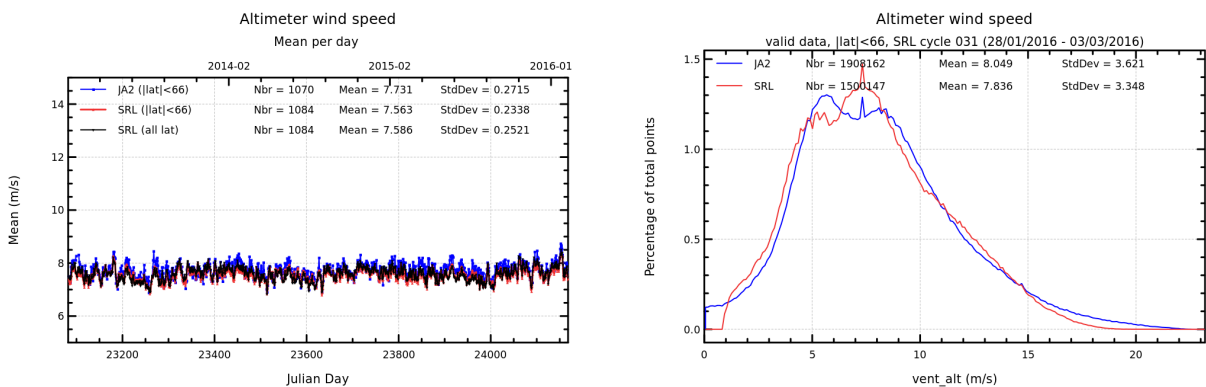 Altimeter wind speed
Mean per day
2014-02 2015-02 2016-01
JA2 (|lat|<66) Nbr = 1070 Mean = 7.731 StdDev = 0.2715
SRL (|lat|<66) Nbr = 1084 Mean = 7.563 StdDev = 0.2338
SRL (all lat) Nbr = 1084 Mean = 7.586 StdDev = 0.2521
14
12
10
8
6
Mean (m/s)
23200 23400 23600 23800 24000
Julian Day
Altimeter wind speed
valid data, |lat|<66, SRL cycle 031 (28/01/2016 - 03/03/2016)
JA2 Nbr = 1908162 Mean = 8.049 StdDev = 3.621
SRL Nbr = 1500147 Mean = 7.836 StdDev = 3.348
1.5
1.0
0.5
0.0
Percentage of total points
0 5 10 15 20
vent_alt (m/s)